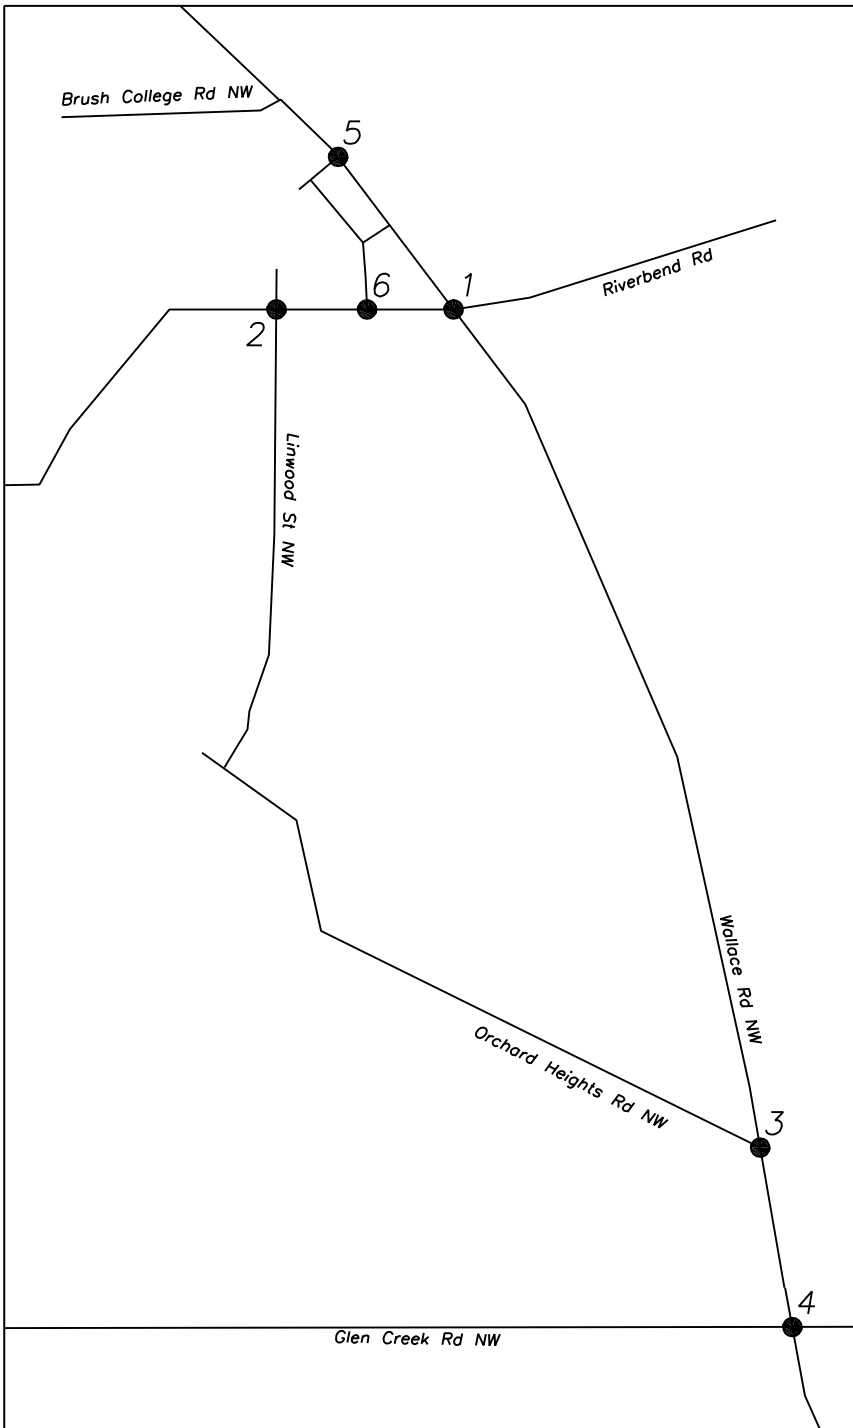 Brush College Rd NW
5
Riverbend Rd
6
1
2
Linwood St NW
Wallace Rd NW
Orchard Heights Rd NW
3
4
Glen Creek Rd NW